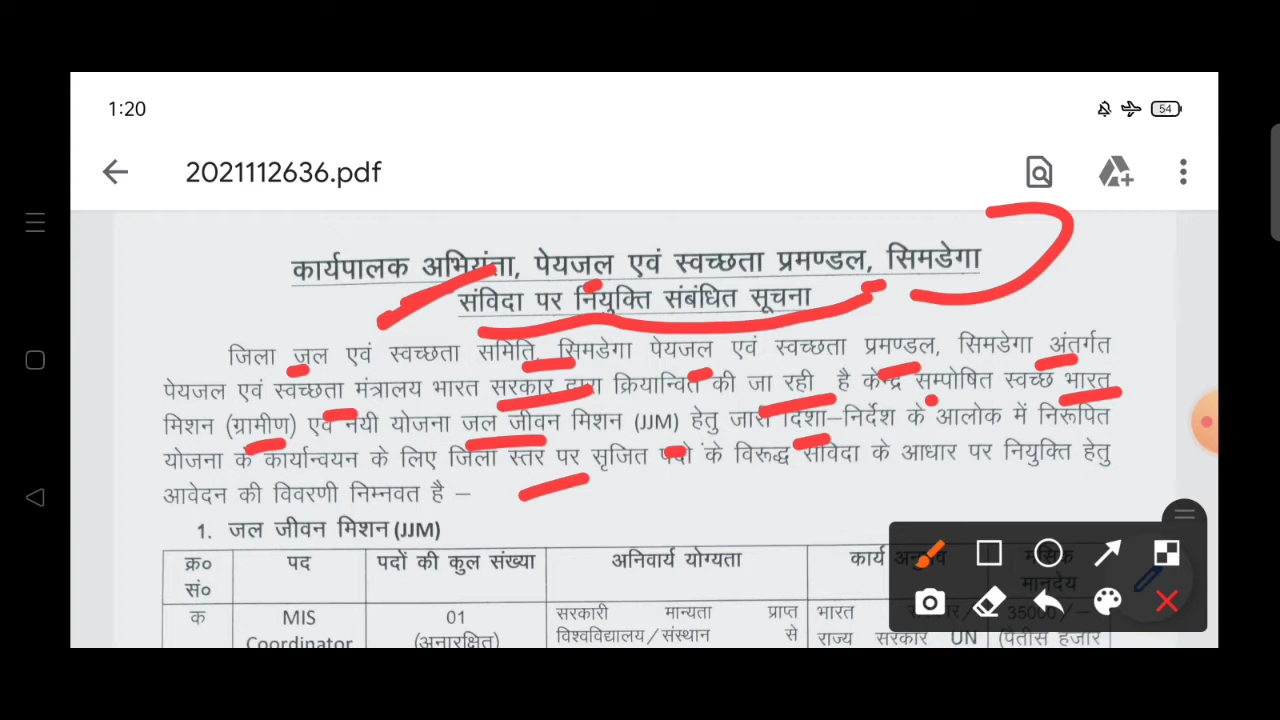 1:20
54
2021112636.pdf
कार्यपालक अभियंता, पेयजल एवं स्वच्छता प्रमण्डल, सिमडेगा
संविदा पर नियुक्ति संबंधित सूचना
जिला जल एवं स्वच्छता समिति, सिमडेगा पेयजल एवं स्वच्छता प्रमण्डल, सिमडेगा अंतर्गत
पेयजल एवं स्वच्छता मंत्रालय भारत सरकार द्वारा क्रियान्वित की जा रही है केन्द्र सम्पोषित स्वच्छ भारत
मिशन (ग्रामीण) एवं नयी योजना जल जीवन मिशन (JJM) हेतु जारी दिशा–निर्देश के आलोक में निरूपित
योजना के कार्यान्वयन के लिए जिला स्तर पर सृजित पदो के विरूद्ध संविदा के आधार पर नियुक्ति हेतु
आवेदन की विवरणी निम्नवत है –
1. जल जीवन मिशन (JJM)
क्र० सं० पद पदों की कुल संख्या अनिवार्य योग्यता कार्य अनुभव मासिक मानदेय
क MIS 01 सरकारी मान्यता प्राप्त भारत सरकार/ 35000/–
Coordinator (अनारक्षित) विश्वविद्यालय/संस्थान से राज्य सरकार UN (पैंतीस हजार